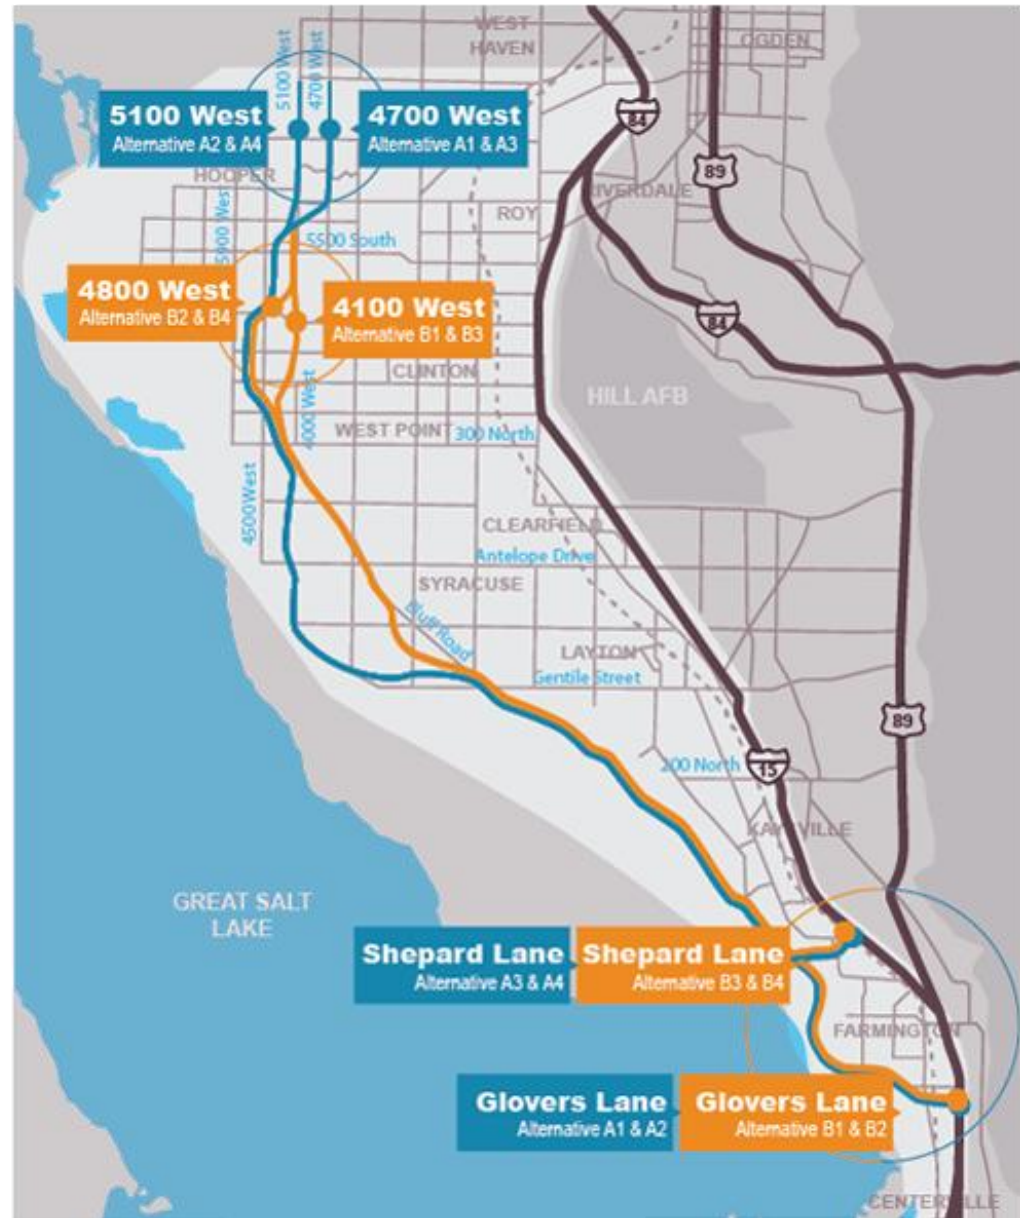 WEST
HAVEN
OGDEN
5100 West
4700 West
5100 West
Alternative A2 & A4
4700 West
Alternative A1 & A3
84
89
HOOPER
RIVERDALE
5900 West
ROY
5500 South
4800 West
Alternative B2 & B4
4100 West
Alternative B1 & B3
84
CLINTON
HILL AFB
4000 West
WEST POINT
300 North
4500 West
CLEARFIELD
Antelope Drive
SYRACUSE
Bluff Road
LAYTON
Gentile Street
89
200 North
15
KAYSVILLE
GREAT SALT
LAKE
Shepard Lane
Alternative A3 & A4
Shepard Lane
Alternative B3 & B4
FARMINGTON
Glovers Lane
Alternative A1 & A2
Glovers Lane
Alternative B1 & B2
CENTERVILLE